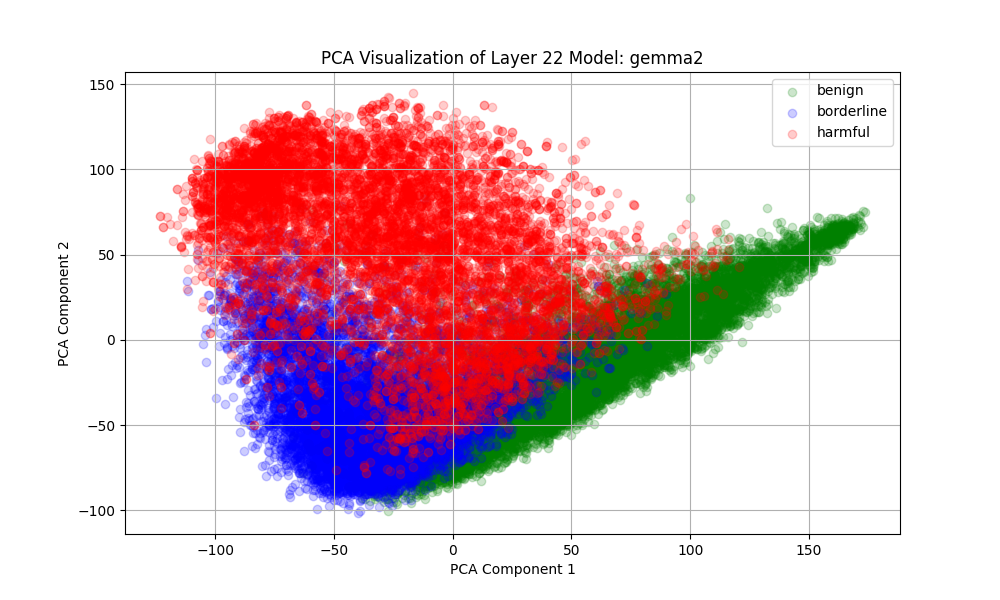 PCA Visualization of Layer 22 Model: gemma2
benign
borderline
harmful
150
100
50
0
−50
−100
−100
−50
0
50
100
150
PCA Component 2
PCA Component 1